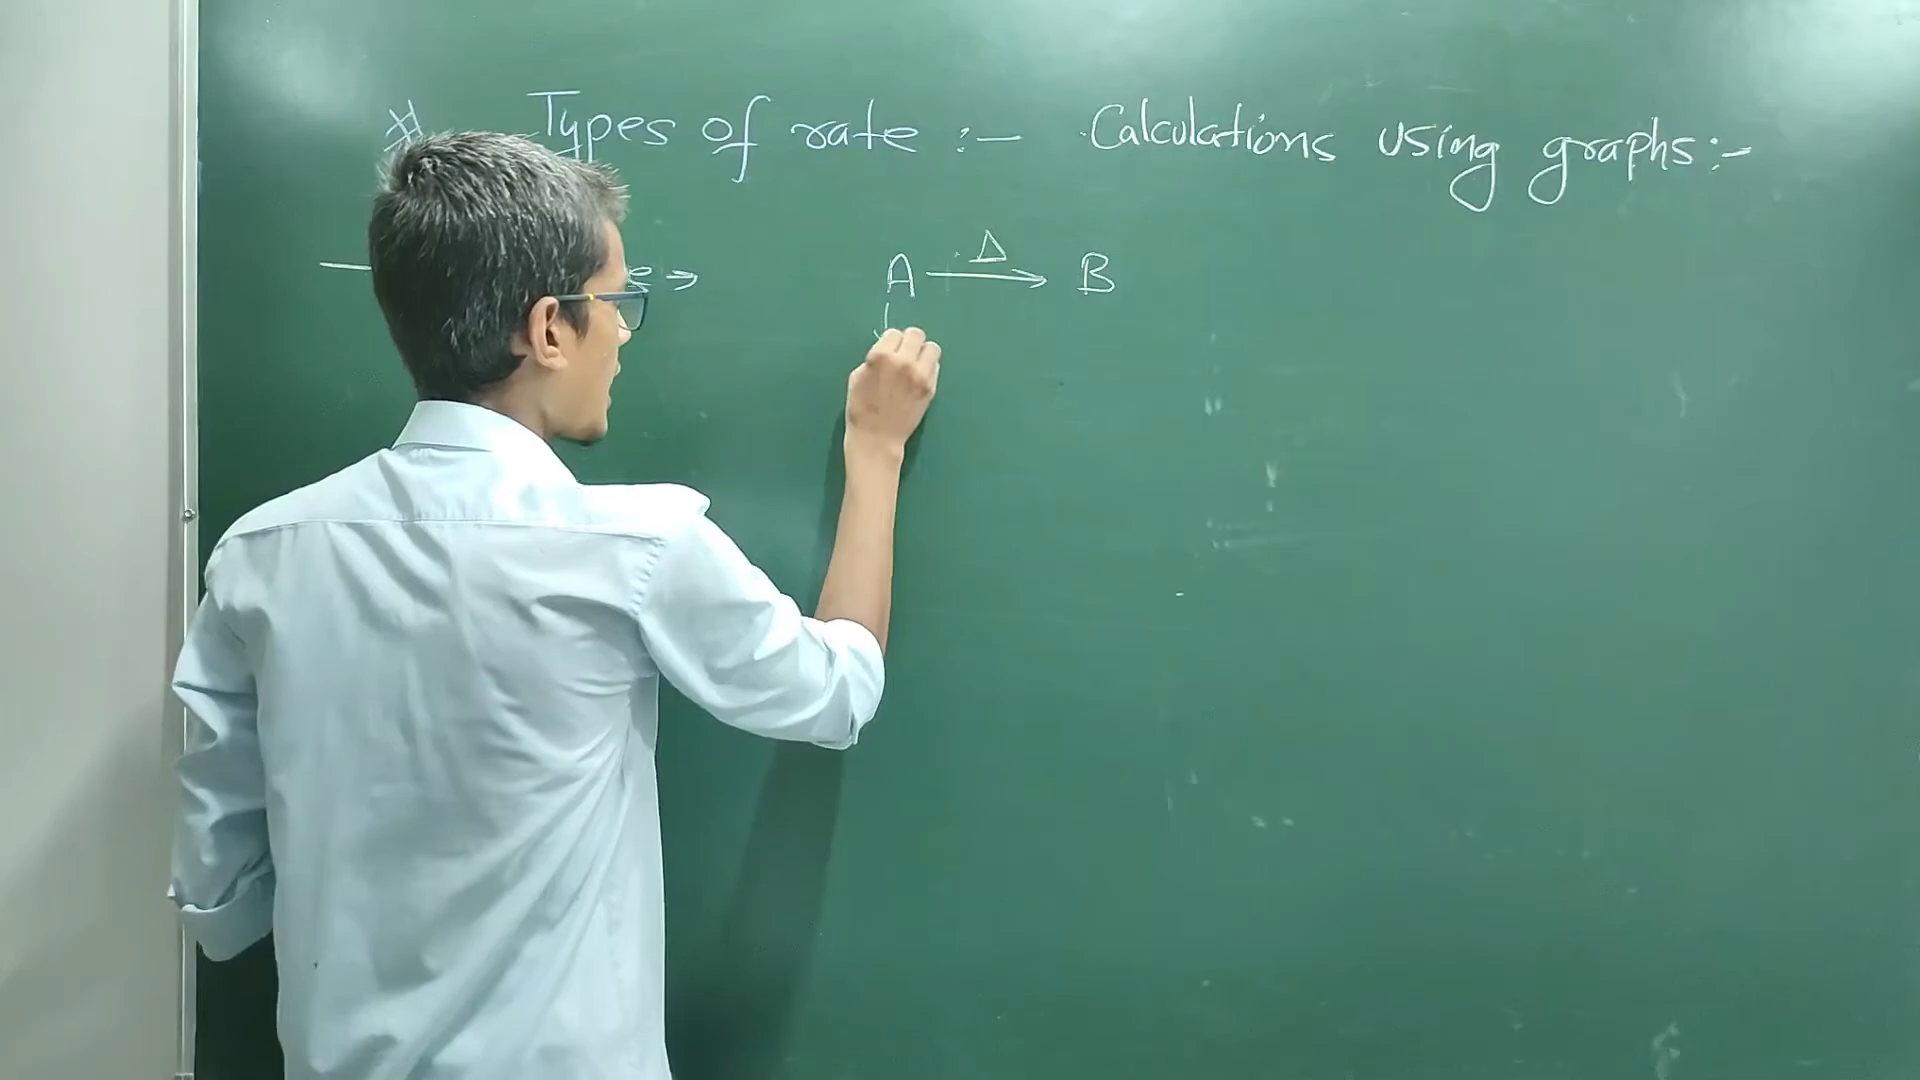 # Types of rate :- Calculations using graphs :-
— → A —Δ→ B